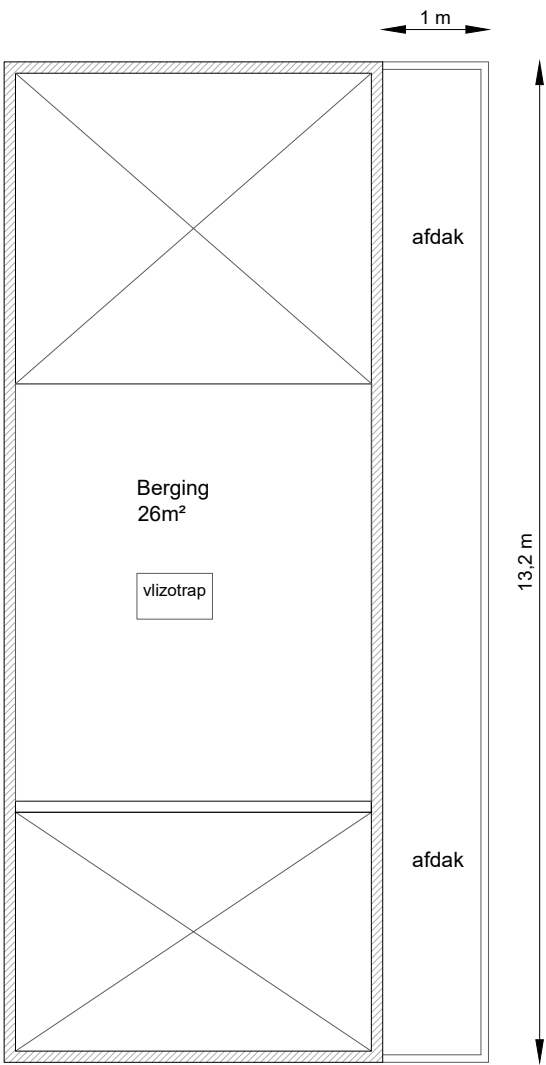 1 m
afdak
Berging
26m²
vlizotrap
13,2 m
afdak